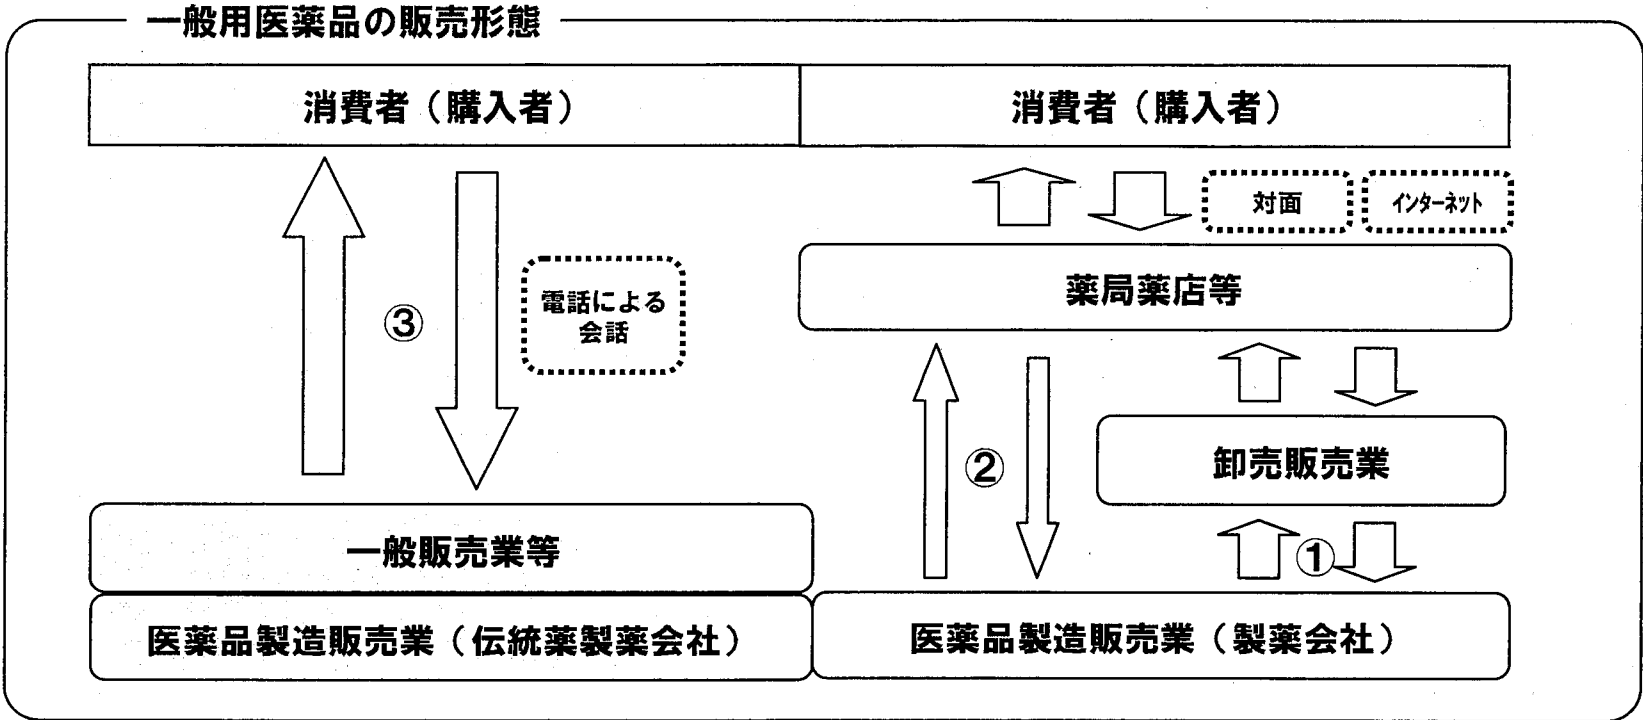 一般用医薬品の販売形態
消費者（購入者）
消費者（購入者）
対面
インターネット
薬局薬店等
③
電話による
会話
②
卸売販売業
①
一般販売業等
医薬品製造販売業（伝統薬製薬会社）
医薬品製造販売業（製薬会社）